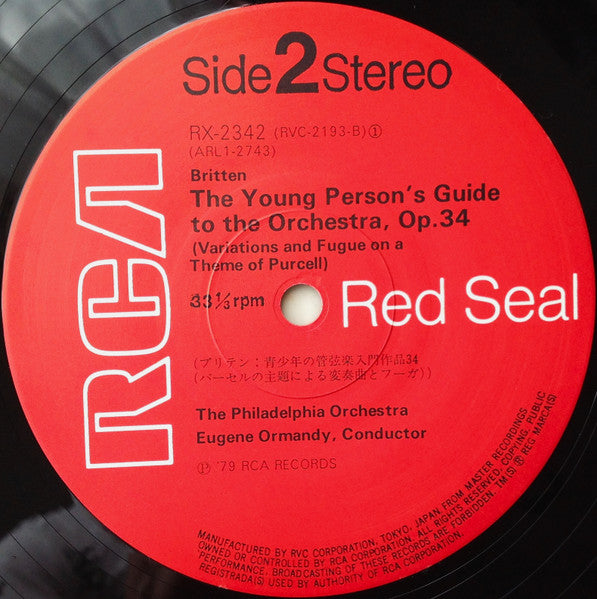 Side 2 Stereo
RX-2342 (RVC-2193-B)①
(ARL1-2743)
Britten
The Young Person's Guide
to the Orchestra, Op.34
(Variations and Fugue on a
Theme of Purcell)
33⅓rpm
RCA
Red Seal
(ブリテン：青少年の管弦楽入門作品34
(パーセルの主題による変奏曲とフーガ))
The Philadelphia Orchestra
Eugene Ormandy, Conductor
Ⓟ '79 RCA RECORDS
MANUFACTURED BY RVC CORPORATION, TOKYO, JAPAN FROM MASTER RECORDINGS
OWNED OR CONTROLLED BY RCA CORPORATION. ALL RIGHTS RESERVED. COPYING, PUBLIC
PERFORMANCE, BROADCASTING OF THESE RECORDS ARE FORBIDDEN. TM(S) ® REG MARCA(S)
REGISTRADA(S) USED BY AUTHORITY OF RCA CORPORATION.